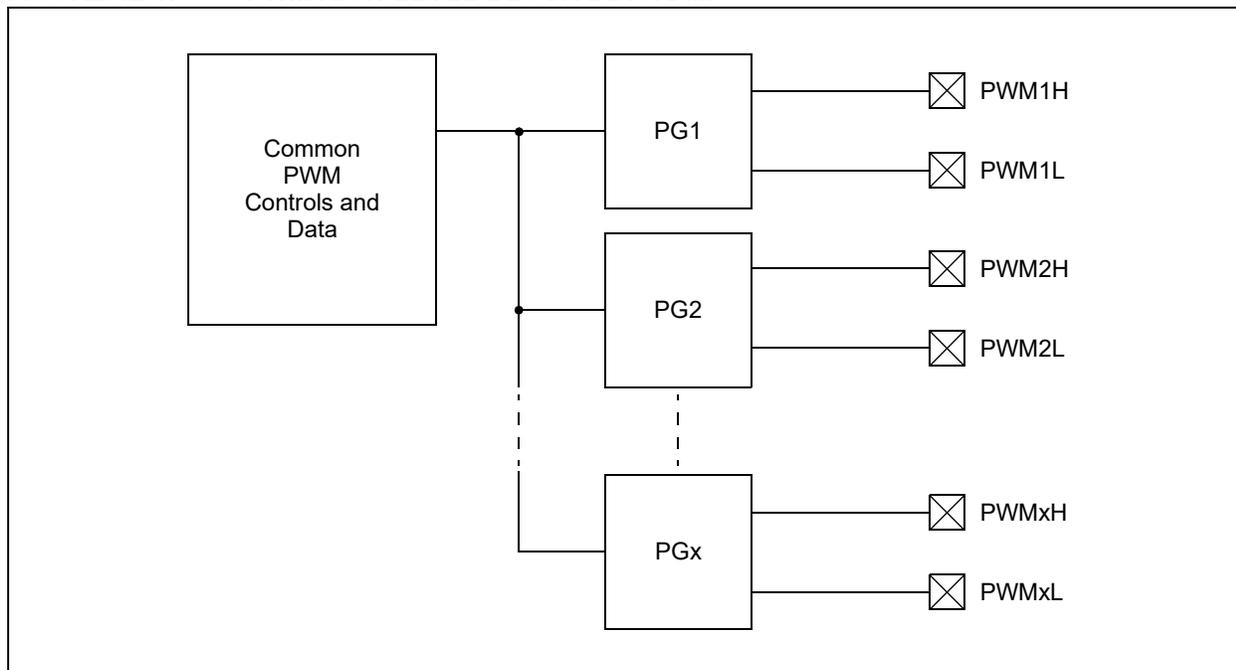 Common
PWM
Controls and
Data
PG1
PWM1H
PWM1L
PG2
PWM2H
PWM2L
PGx
PWMxH
PWMxL